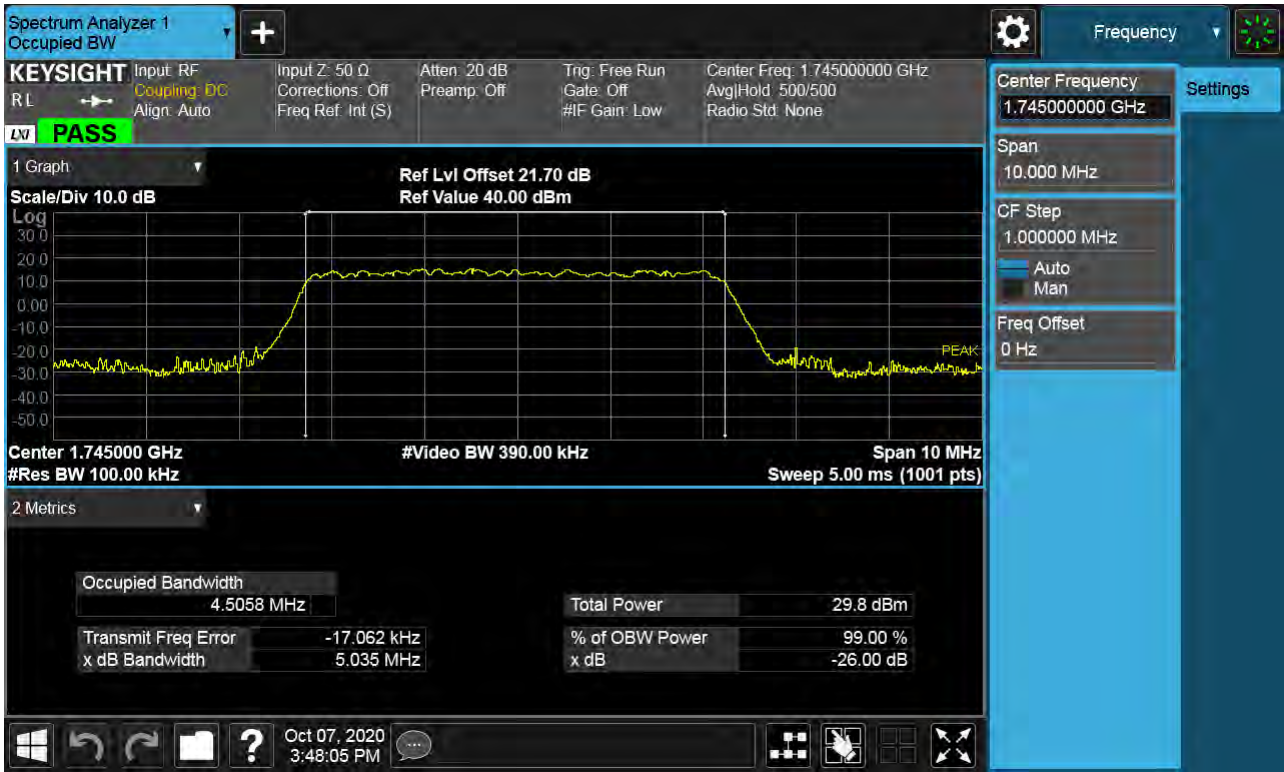 Spectrum Analyzer 1
Occupied BW
Frequency
KEYSIGHT
RL
LXI
PASS
Input: RF
Coupling: DC
Align: Auto
Input Z: 50 Ω
Corrections: Off
Freq Ref: Int (S)
Atten: 20 dB
Preamp: Off
Trig: Free Run
Gate: Off
#IF Gain: Low
Center Freq: 1.745000000 GHz
Avg|Hold: 500/500
Radio Std: None
Center Frequency
1.745000000 GHz
Settings
Span
10.000 MHz
CF Step
1.000000 MHz
Auto
Man
Freq Offset
0 Hz
1 Graph
Scale/Div 10.0 dB
Ref Lvl Offset 21.70 dB
Ref Value 40.00 dBm
Log
30.0
20.0
10.0
0.00
-10.0
-20.0
-30.0
-40.0
-50.0
PEAK
Center 1.745000 GHz
#Res BW 100.00 kHz
#Video BW 390.00 kHz
Span 10 MHz
Sweep 5.00 ms (1001 pts)
2 Metrics
Occupied Bandwidth
4.5058 MHz
Transmit Freq Error -17.062 kHz
x dB Bandwidth 5.035 MHz
Total Power 29.8 dBm
% of OBW Power 99.00 %
x dB -26.00 dB
?
Oct 07, 2020
3:48:05 PM